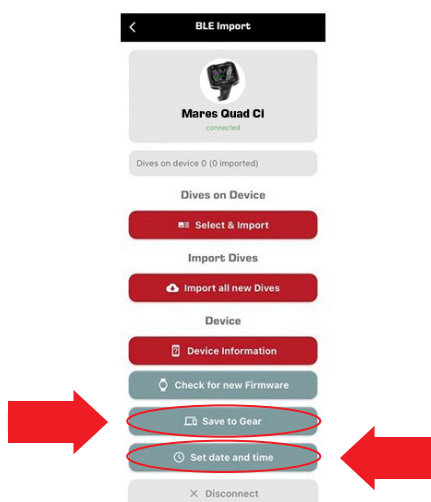 BLE Import
Mares Quad Ci
connected
Dives on device 0 (0 imported)
Dives on Device
Select & Import
Import Dives
Import all new Dives
Device
Device Information
Check for new Firmware
Save to Gear
Set date and time
Disconnect